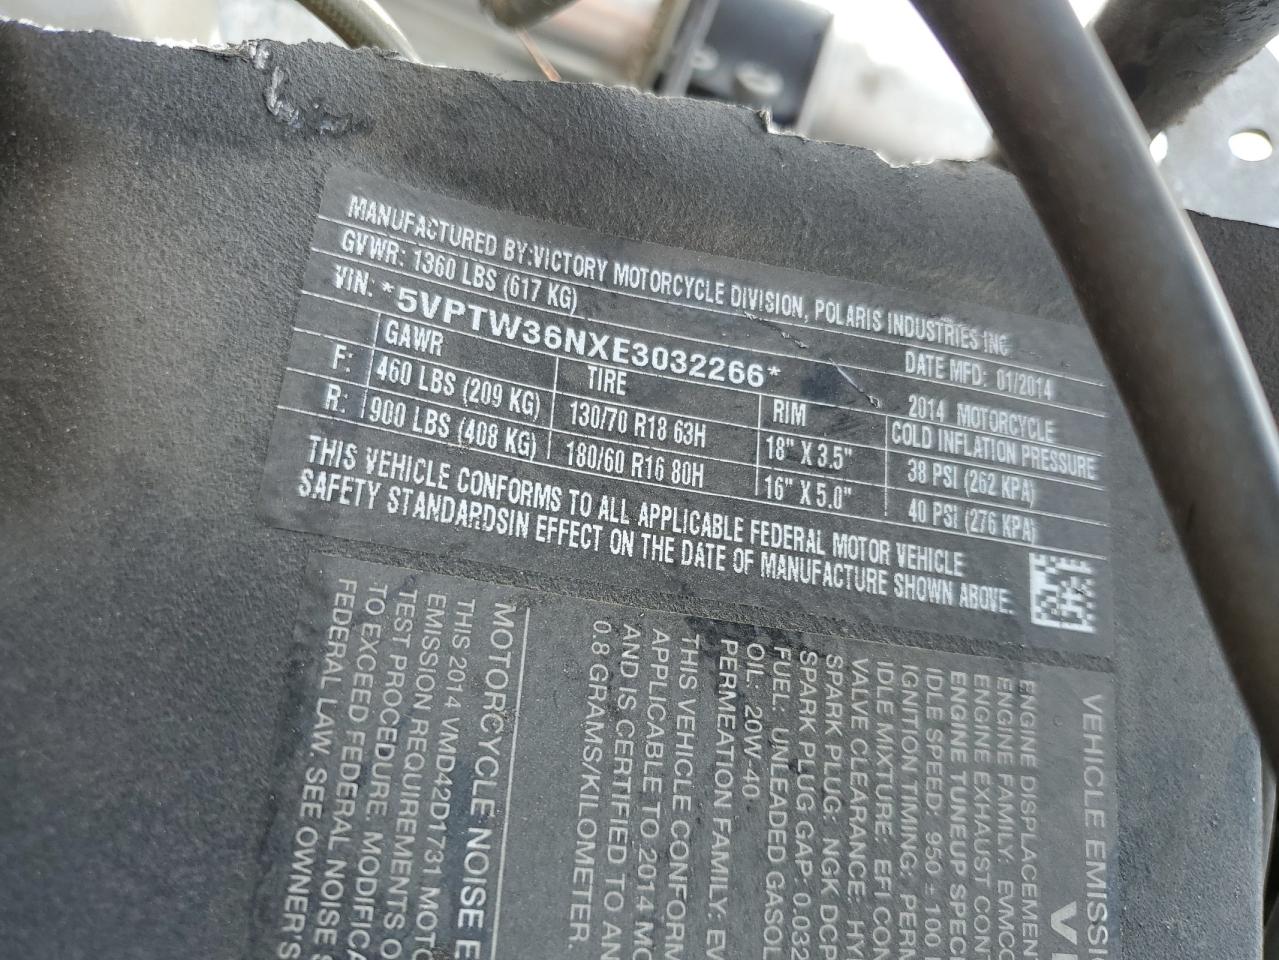 MANUFACTURED BY:VICTORY MOTORCYCLE DIVISION, POLARIS INDUSTRIES INC
GVWR: 1360 LBS (617 KG) DATE MFD: 01/2014
VIN: *5VPTW36NXE3032266* 2014 MOTORCYCLE
GAWR TIRE RIM COLD INFLATION PRESSURE
F: 460 LBS (209 KG) 130/70 R18 63H 18" X 3.5" 38 PSI (262 KPA)
R: 900 LBS (408 KG) 180/60 R16 80H 16" X 5.0" 40 PSI (276 KPA)
THIS VEHICLE CONFORMS TO ALL APPLICABLE FEDERAL MOTOR VEHICLE
SAFETY STANDARDSIN EFFECT ON THE DATE OF MANUFACTURE SHOWN ABOVE.
VEHICLE EMISSI
ENGINE DISPLACEMEN
ENGINE FAMILY: EVMC
ENGINE EXHAUST CONT
ENGINE TUNEUP SPECI
IDLE SPEED: 950 ± 100
IGNITION TIMING: PERM
IDLE MIXTURE: EFI CON
VALVE CLEARANCE: HY
SPARK PLUG: NGK DCP
SPARK PLUG GAP: 0.032
FUEL: UNLEADED GASOL
OIL: 20W-40
PERMEATION FAMILY: EV
THIS VEHICLE CONFORM
APPLICABLE TO 2014 MO
AND IS CERTIFIED TO AN
0.8 GRAMS/KILOMETER.
MOTORCYCLE NOISE E
THIS 2014 VMD42D1731 MOTO
EMISSION REQUIREMENTS O
TEST PROCEDURE. MODIFICA
TO EXCEED FEDERAL NOISE S
FEDERAL LAW. SEE OWNER'S